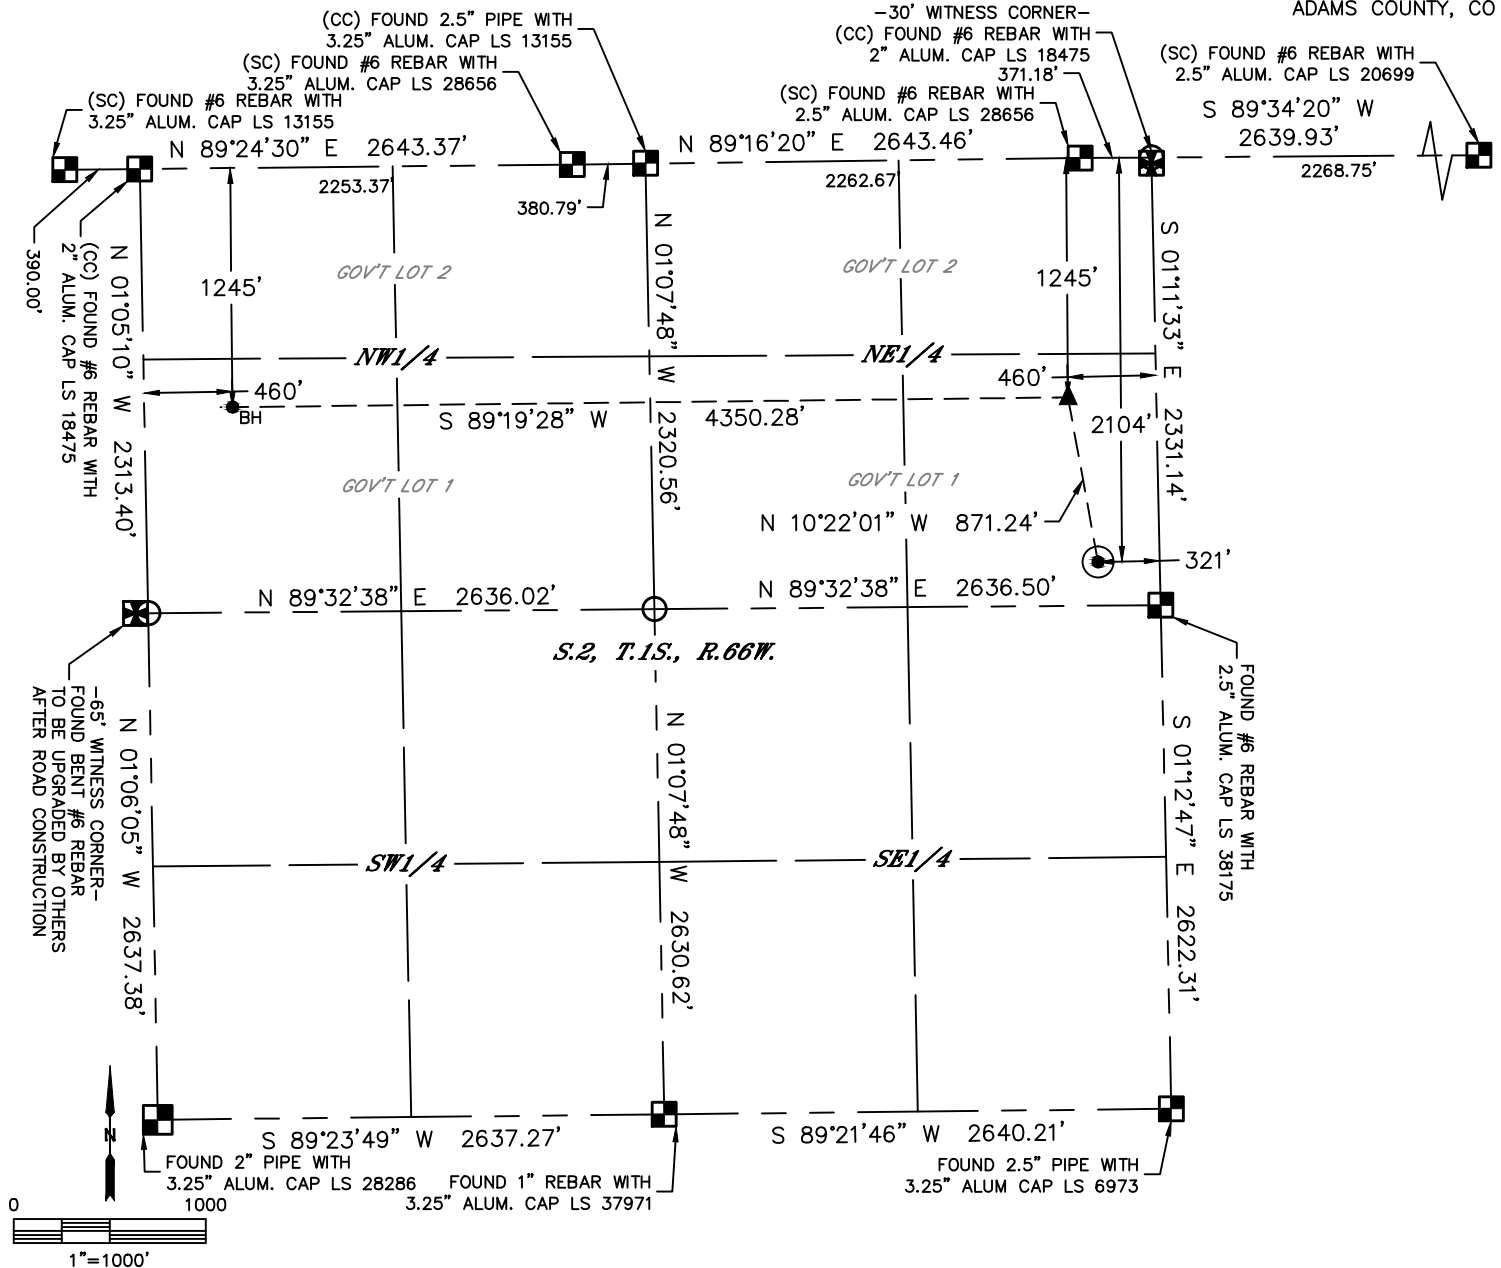 ADAMS COUNTY, CO
(CC) FOUND 2.5" PIPE WITH
3.25" ALUM. CAP LS 13155
(SC) FOUND #6 REBAR WITH
3.25" ALUM. CAP LS 28656
(SC) FOUND #6 REBAR WITH
3.25" ALUM. CAP LS 13155
-30' WITNESS CORNER-
(CC) FOUND #6 REBAR WITH
2" ALUM. CAP LS 18475
371.18'
(SC) FOUND #6 REBAR WITH
2.5" ALUM. CAP LS 28656
(SC) FOUND #6 REBAR WITH
2.5" ALUM. CAP LS 20699
S 89°34'20" W
2639.93'
2268.75'
N 89°24'30" E 2643.37'
2253.37'
380.79'
N 89°16'20" E 2643.46'
2262.67'
390.00'
(CC) FOUND #6 REBAR WITH
2" ALUM. CAP LS 18475
N 01°05'10" W 2313.40'
1245'
GOV'T LOT 2
N 01°07'48" W 2320.56'
GOV'T LOT 2
1245'
S 01°11'33" E 2331.14'
NW1/4
NE1/4
460'
BH
S 89°19'28" W 4350.28'
460'
2104'
GOV'T LOT 1
GOV'T LOT 1
N 10°22'01" W 871.24'
321'
N 89°32'38" E 2636.02'
N 89°32'38" E 2636.50'
S.2, T.1S., R.66W.
-65' WITNESS CORNER-
FOUND BENT #6 REBAR
TO BE UPGRADED BY OTHERS
AFTER ROAD CONSTRUCTION
N 01°06'05" W 2637.38'
N 01°07'48" W 2630.62'
S 01°12'47" E 2622.31'
FOUND #6 REBAR WITH
2.5" ALUM. CAP LS 38175
SW1/4
SE1/4
N
S 89°23'49" W 2637.27'
S 89°21'46" W 2640.21'
FOUND 2" PIPE WITH
3.25" ALUM. CAP LS 28286
FOUND 1" REBAR WITH
3.25" ALUM. CAP LS 37971
FOUND 2.5" PIPE WITH
3.25" ALUM CAP LS 6973
0 1000
1"=1000'